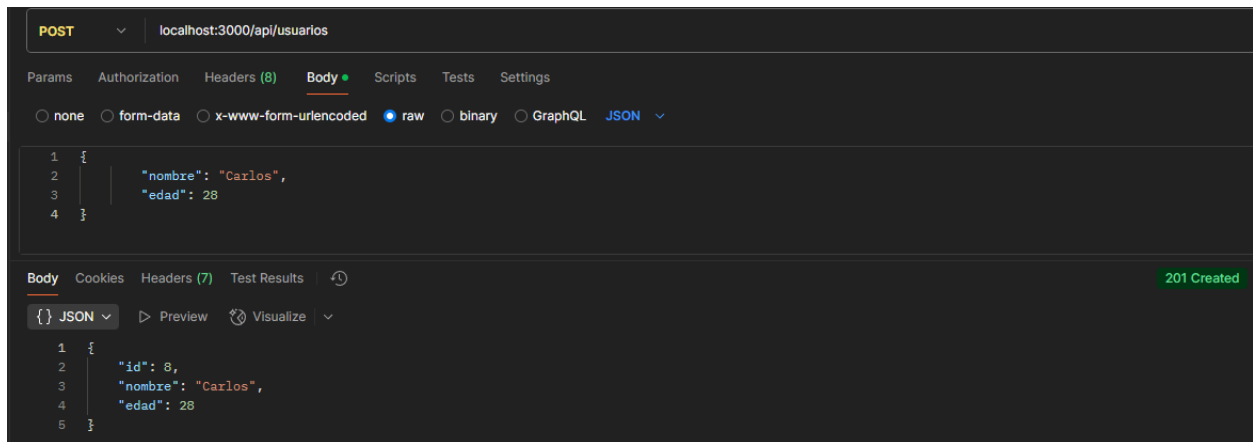 POST localhost:3000/api/usuarios
Params Authorization Headers (8) Body Scripts Tests Settings
none form-data x-www-form-urlencoded raw binary GraphQL JSON
1 {
2 "nombre": "Carlos",
3 "edad": 28
4 }
Body Cookies Headers (7) Test Results 201 Created
{} JSON Preview Visualize
1 {
2 "id": 8,
3 "nombre": "Carlos",
4 "edad": 28
5 }